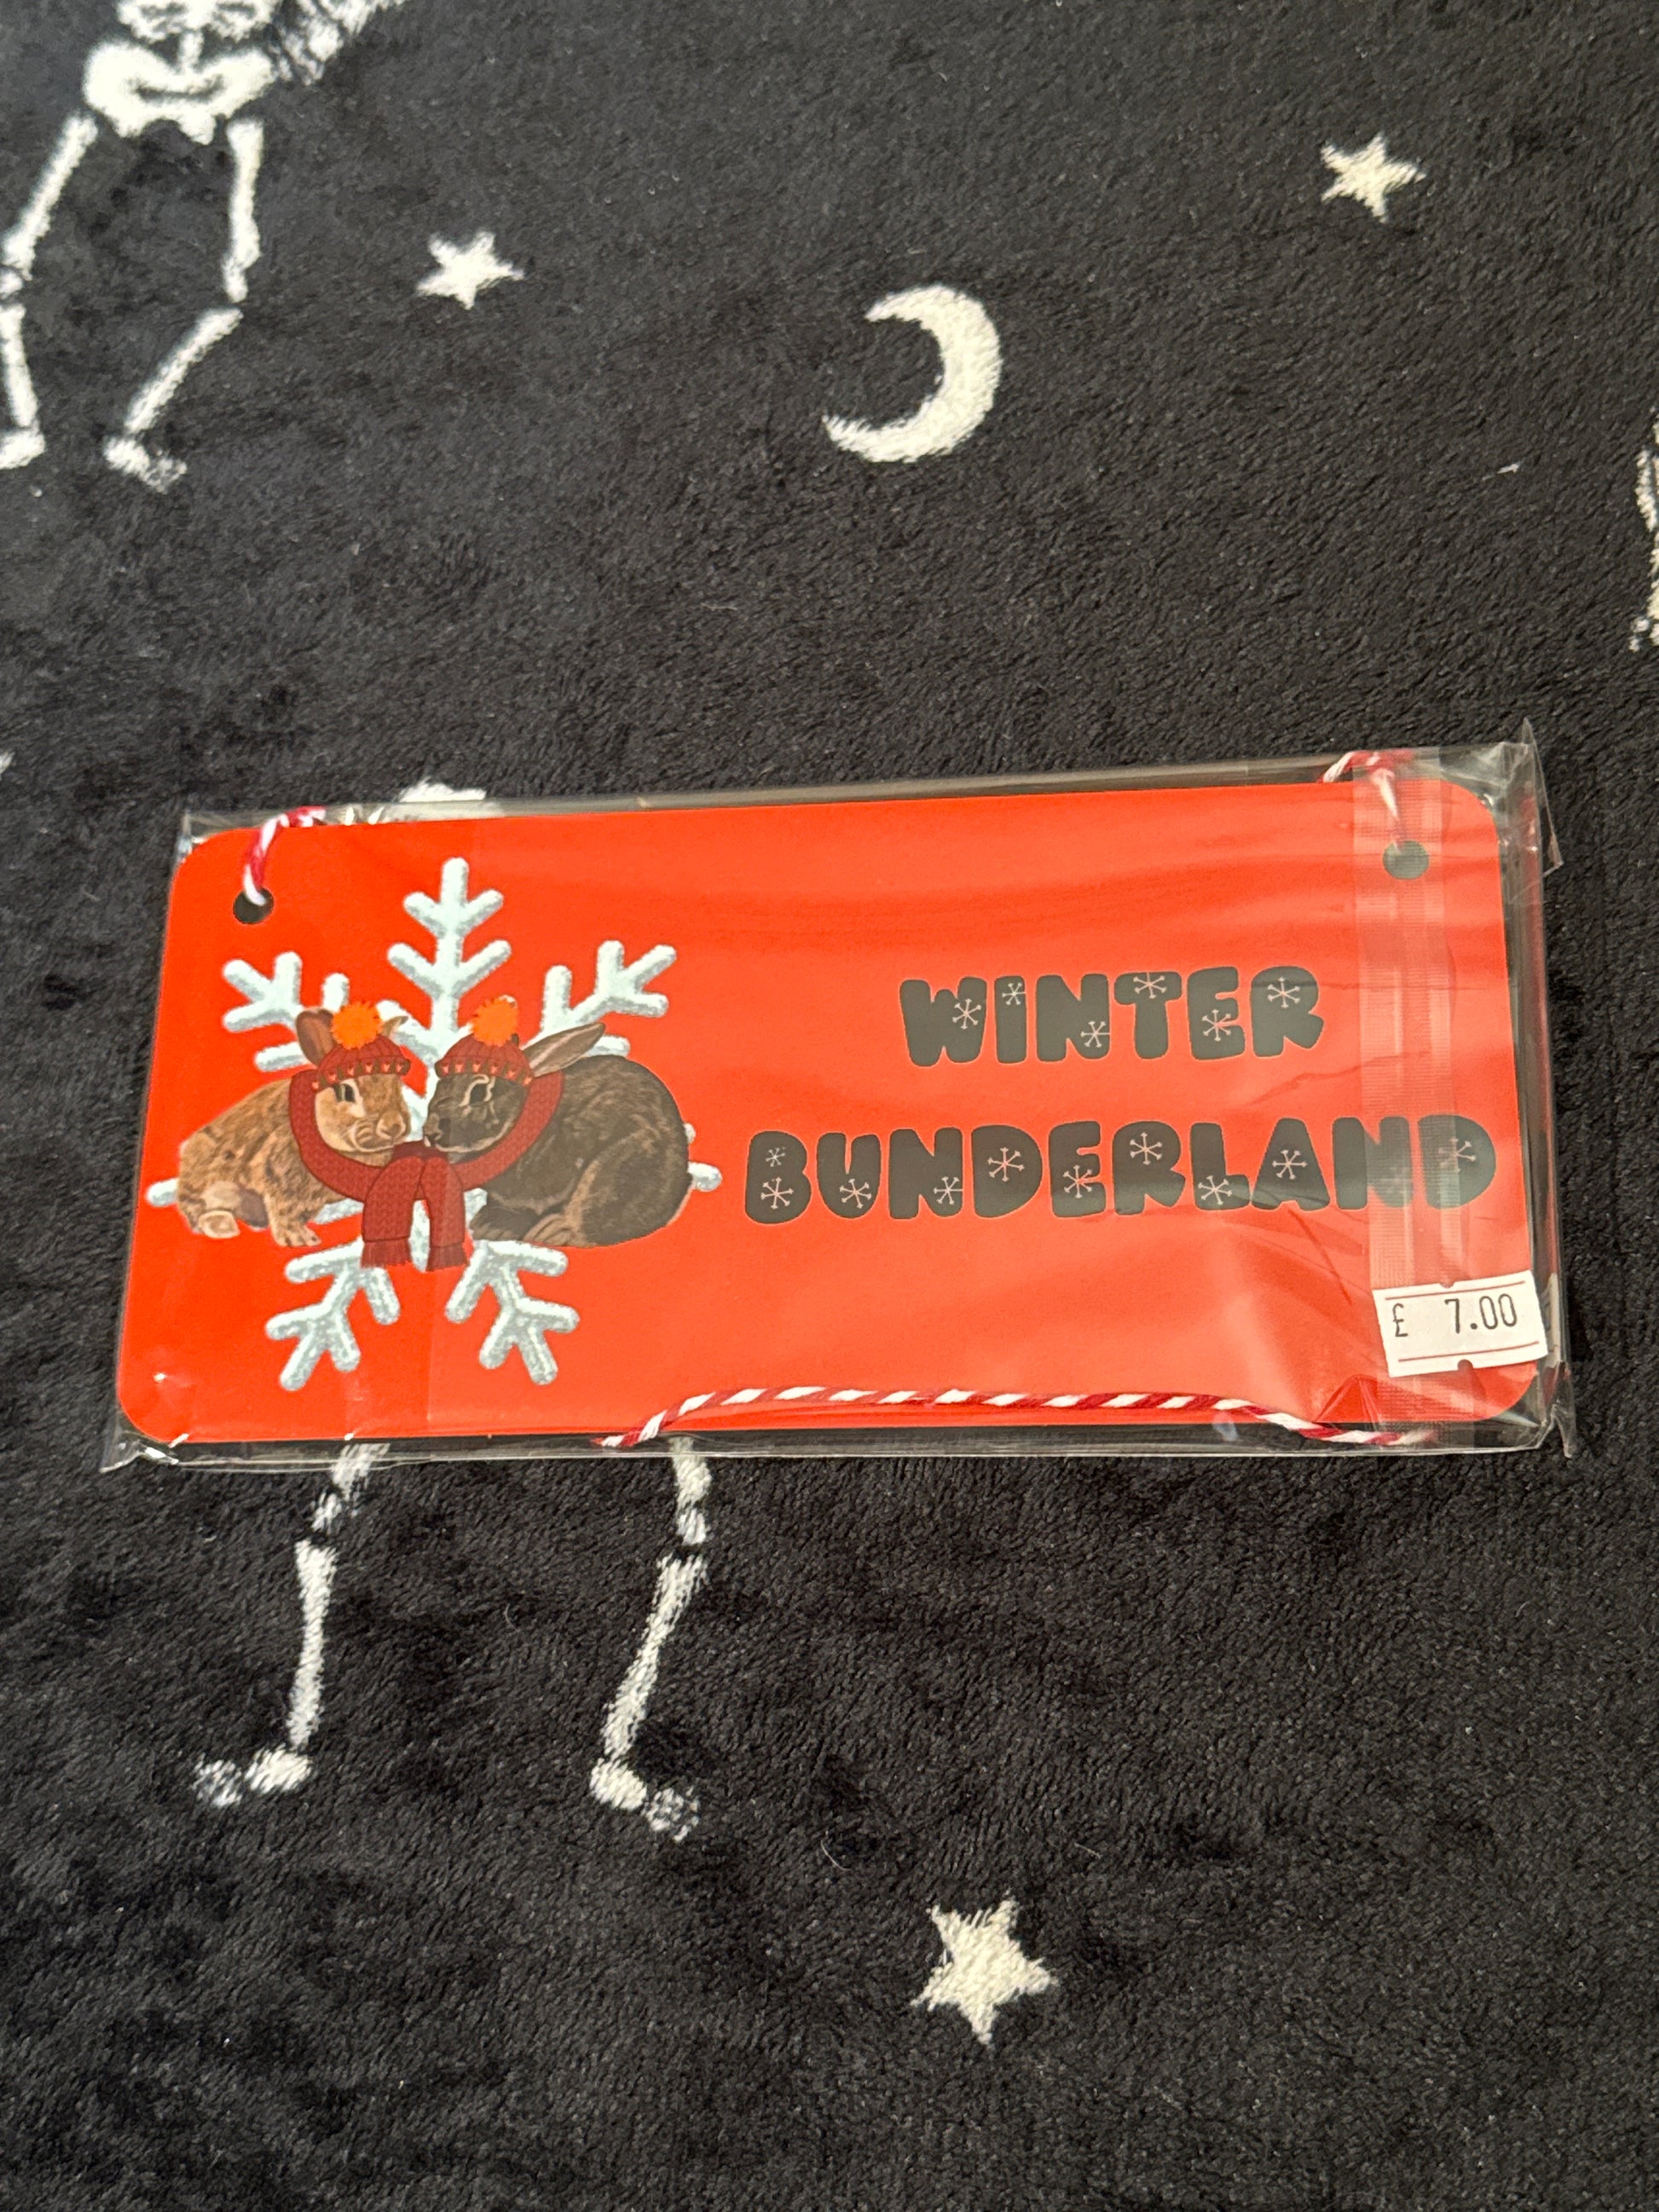 WINTER
BUNDERLAND
£ 7.00